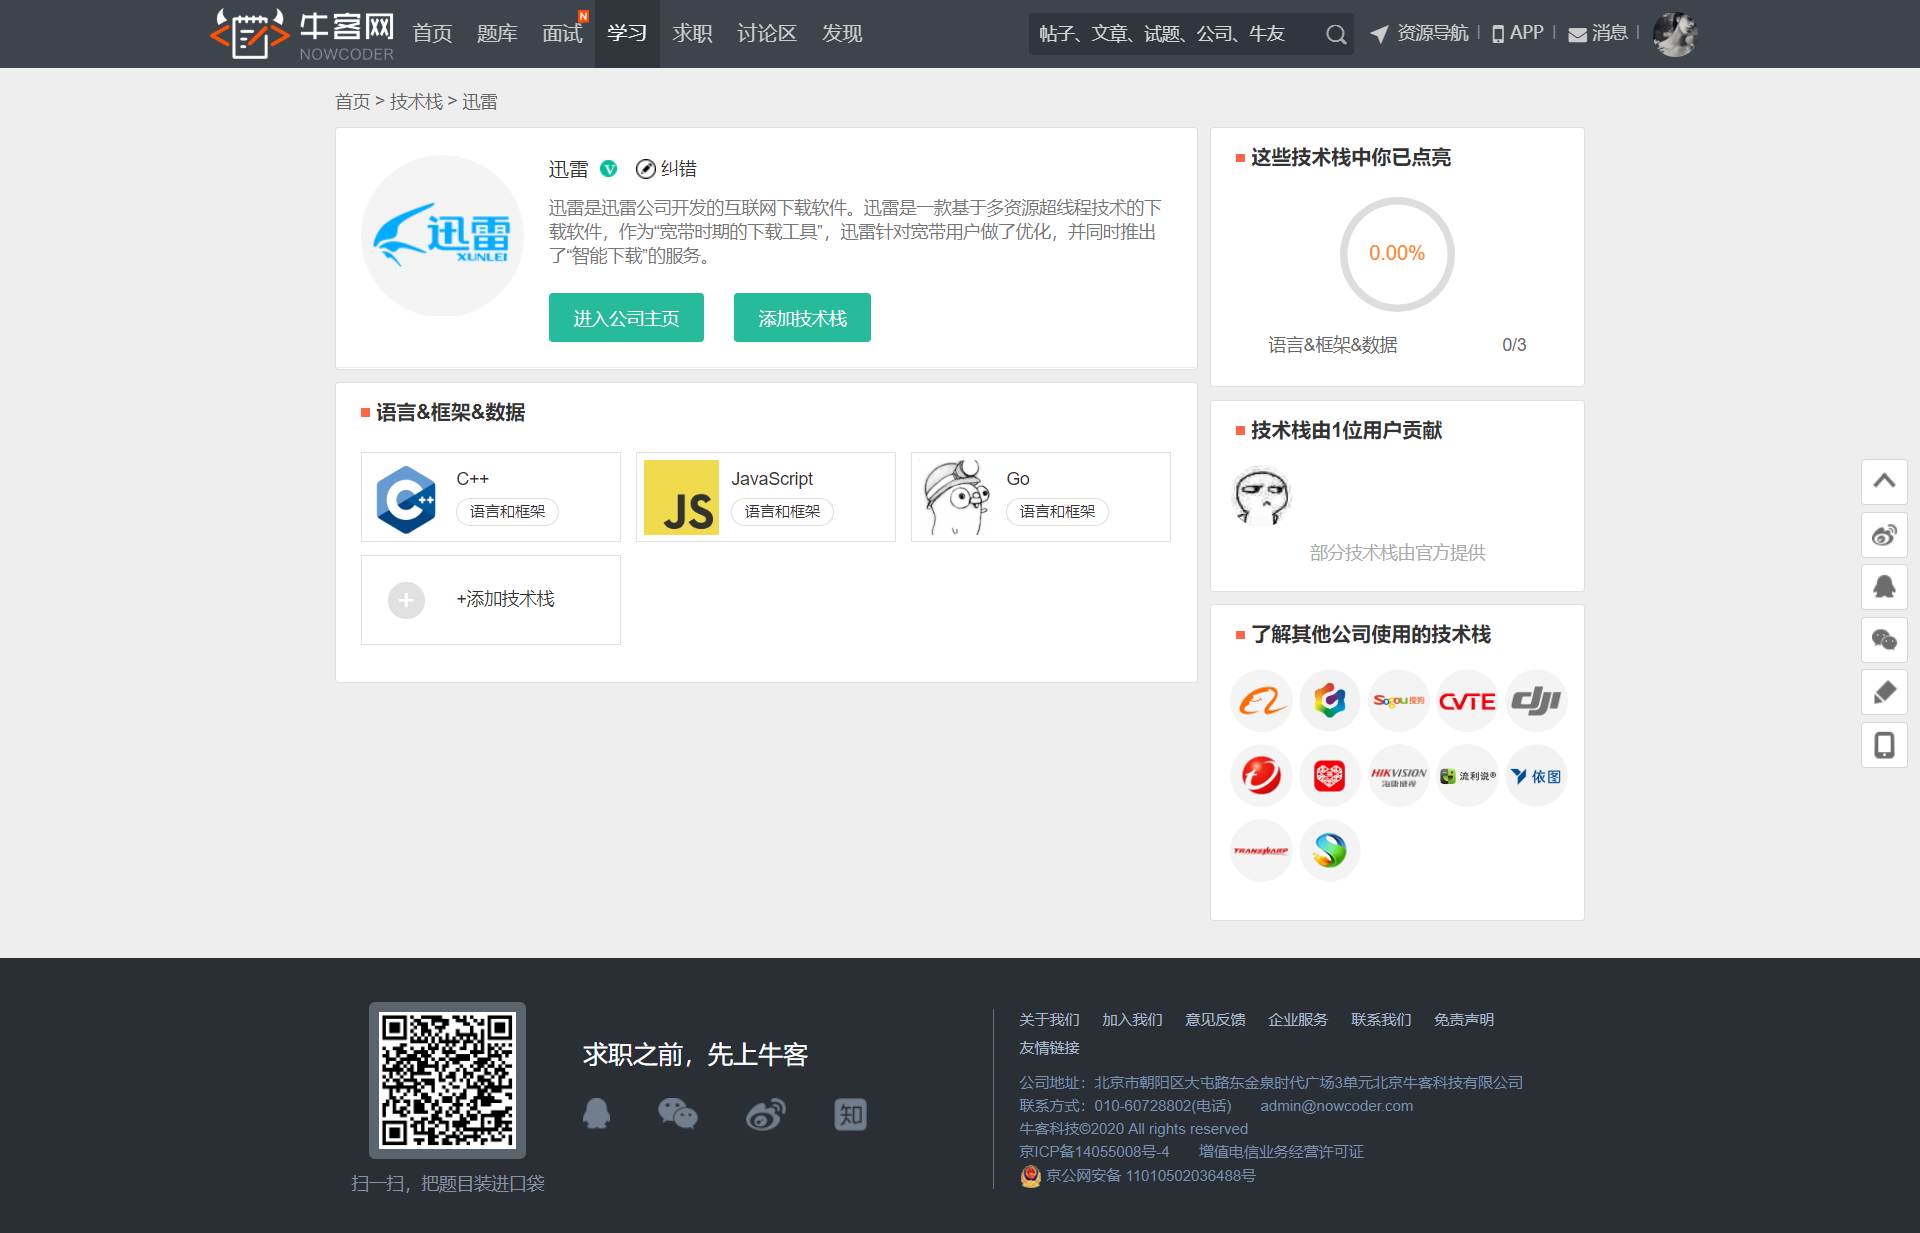 牛客网
NOWCODER
首页
题库
面试
N
学习
求职
讨论区
发现
帖子、文章、试题、公司、牛友
资源导航
APP
消息
首页 > 技术栈 > 迅雷
迅雷
XUNLEI
迅雷 V 纠错
迅雷是迅雷公司开发的互联网下载软件。迅雷是一款基于多资源超线程技术的下
载软件，作为“宽带时期的下载工具”，迅雷针对宽带用户做了优化，并同时推出
了“智能下载”的服务。
进入公司主页
添加技术栈
语言&框架&数据
C++
C++
语言和框架
JS
JavaScript
语言和框架
Go
语言和框架
+添加技术栈
这些技术栈中你已点亮
0.00%
语言&框架&数据
0/3
技术栈由1位用户贡献
部分技术栈由官方提供
了解其他公司使用的技术栈
Sogou搜狗
CVTE
dji
HIKVISION
海康威视
流利说®
依图
TRANSWARP
求职之前，先上牛客
知
扫一扫，把题目装进口袋
关于我们
加入我们
意见反馈
企业服务
联系我们
免责声明
友情链接
公司地址：北京市朝阳区大屯路东金泉时代广场3单元北京牛客科技有限公司
联系方式：010-60728802(电话) admin@nowcoder.com
牛客科技©2020 All rights reserved
京ICP备14055008号-4 增值电信业务经营许可证
京公网安备 11010502036488号